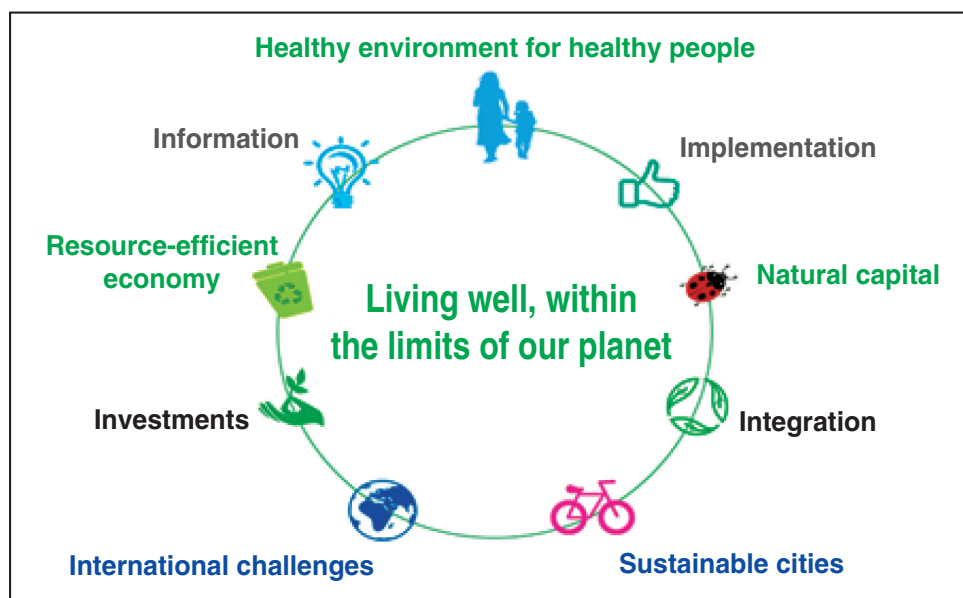 Healthy environment for healthy people
Information
Implementation
Resource-efficient
economy
Natural capital
Living well, within
the limits of our planet
Investments
Integration
International challenges
Sustainable cities